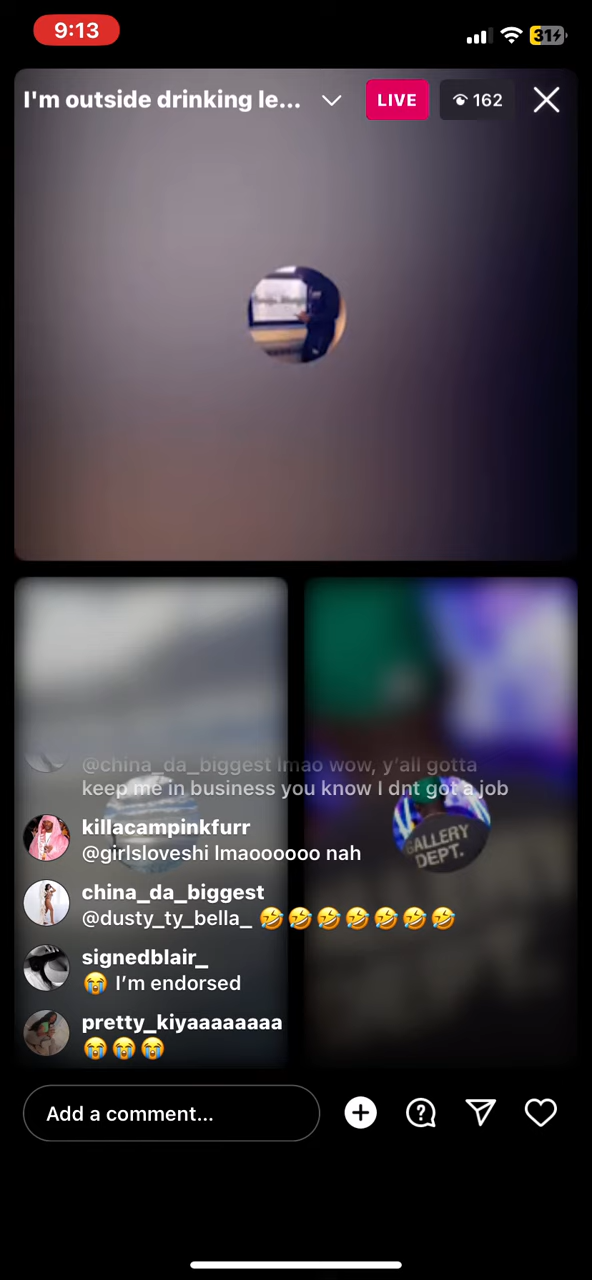 9:13
31
I'm outside drinking le...
LIVE
162
@china_da_biggest lmao wow, y'all gotta
keep me in business you know I dnt got a job
killacampinkfurr
@girlsloveshi lmaoooooo nah
china_da_biggest
@dusty_ty_bella_ 🤣🤣🤣🤣🤣🤣🤣
signedblair_
😭 I'm endorsed
pretty_kiyaaaaaaaa
😭😭😭
GALLERY
DEPT.
Add a comment...